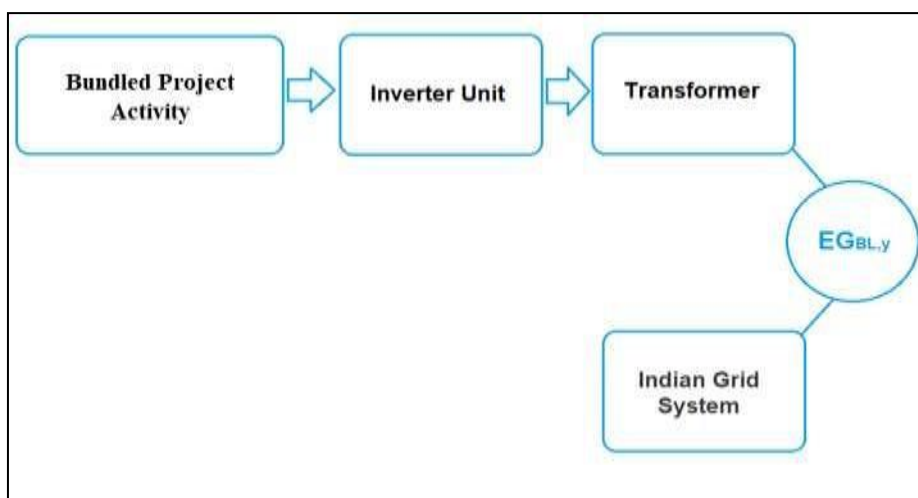 Bundled Project
Activity
Inverter Unit
Transformer
EGBL,y
Indian Grid
System